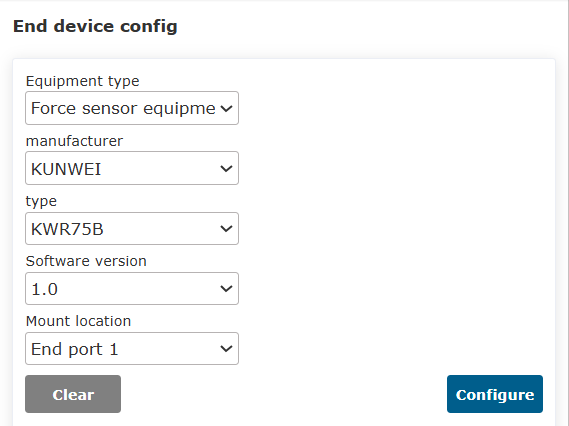 End device config
Equipment type
Force sensor equipme
manufacturer
KUNWEI
type
KWR75B
Software version
1.0
Mount location
End port 1
Clear
Configure